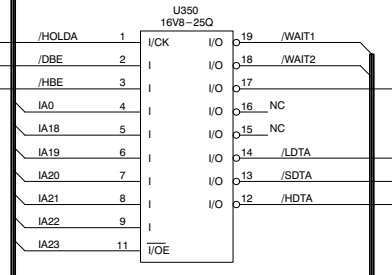 U350
16V8-25Q
/HOLDA 1 I/CK I/O 19 /WAIT1
/DBE 2 I I/O 18 /WAIT2
/HBE 3 I I/O 17
IA0 4 I I/O 16 NC
IA18 5 I I/O 15 NC
IA19 6 I I/O 14 /LDTA
IA20 7 I I/O 13 /SDTA
IA21 8 I I/O 12 /HDTA
IA22 9 I
IA23 11 I/OE